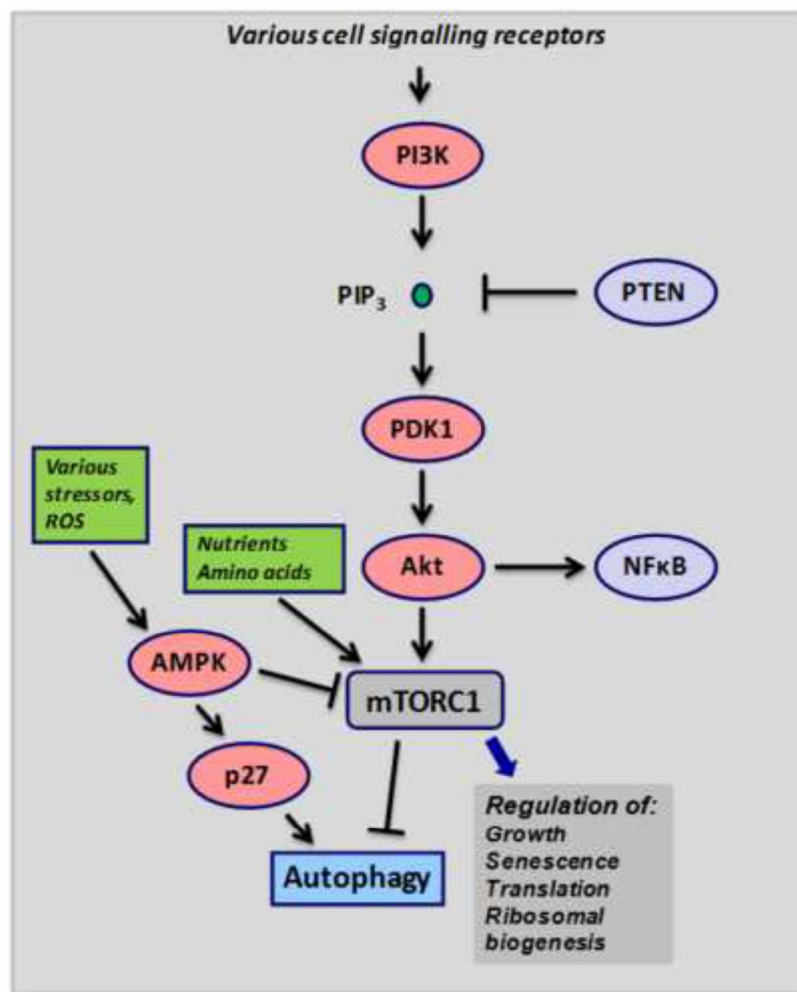 Various cell signalling receptors
PI3K
PIP₃
PTEN
PDK1
Various
stressors,
ROS
Nutrients
Amino acids
Akt
NFκB
AMPK
mTORC1
p27
Regulation of:
Growth
Senescence
Translation
Ribosomal
biogenesis
Autophagy